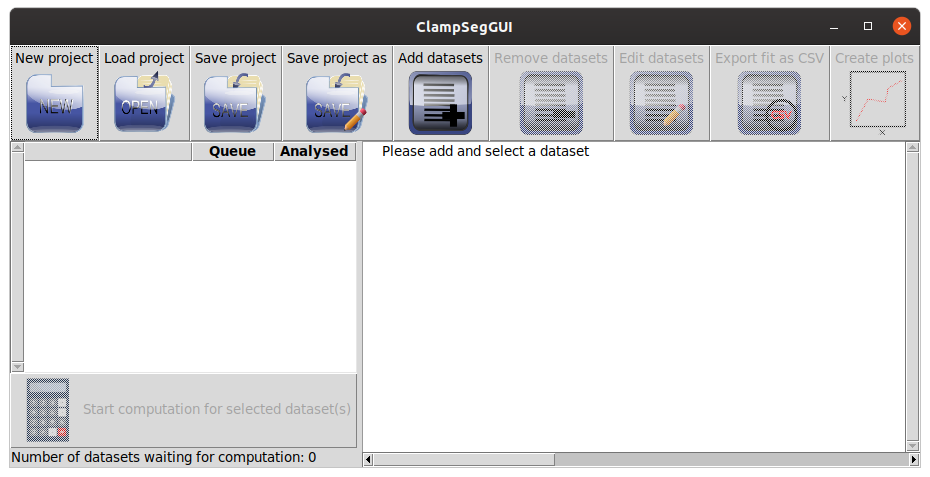 ClampSegGUI
New project Load project Save project Save project as Add datasets Remove datasets Edit datasets Export fit as CSV Create plots
NEW OPEN SAVE SAVE CSV Y X
Queue Analysed
Please add and select a dataset
Start computation for selected dataset(s)
Number of datasets waiting for computation: 0